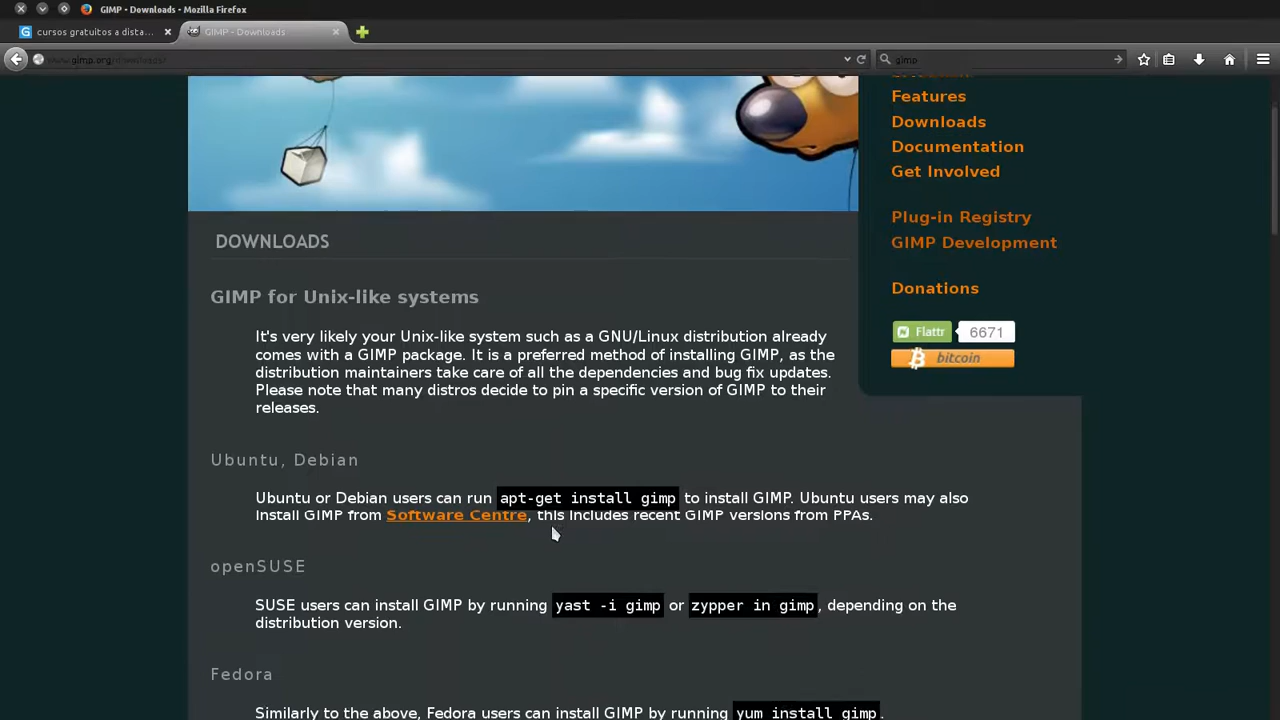 GIMP - Downloads - Mozilla Firefox
cursos gratuitos a dista...
GIMP - Downloads
www.gimp.org/downloads/
gimp
Features
Downloads
Documentation
Get Involved
Plug-in Registry
GIMP Development
Donations
Flattr 6671
bitcoin
DOWNLOADS
GIMP for Unix-like systems
It's very likely your Unix-like system such as a GNU/Linux distribution already
comes with a GIMP package. It is a preferred method of installing GIMP, as the
distribution maintainers take care of all the dependencies and bug fix updates.
Please note that many distros decide to pin a specific version of GIMP to their
releases.
Ubuntu, Debian
Ubuntu or Debian users can run apt-get install gimp to install GIMP. Ubuntu users may also
install GIMP from Software Centre, this includes recent GIMP versions from PPAs.
openSUSE
SUSE users can install GIMP by running yast -i gimp or zypper in gimp, depending on the
distribution version.
Fedora
Similarly to the above, Fedora users can install GIMP by running yum install gimp.